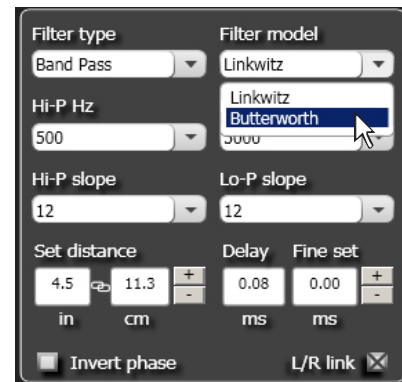 Filter type Filter model
Band Pass Linkwitz
Linkwitz
Hi-P Hz
Butterworth
500
Hi-P slope Lo-P slope
12 12
Set distance Delay Fine set
4.5 11.3 + - 0.08 0.00 + -
in cm ms ms
Invert phase L/R link